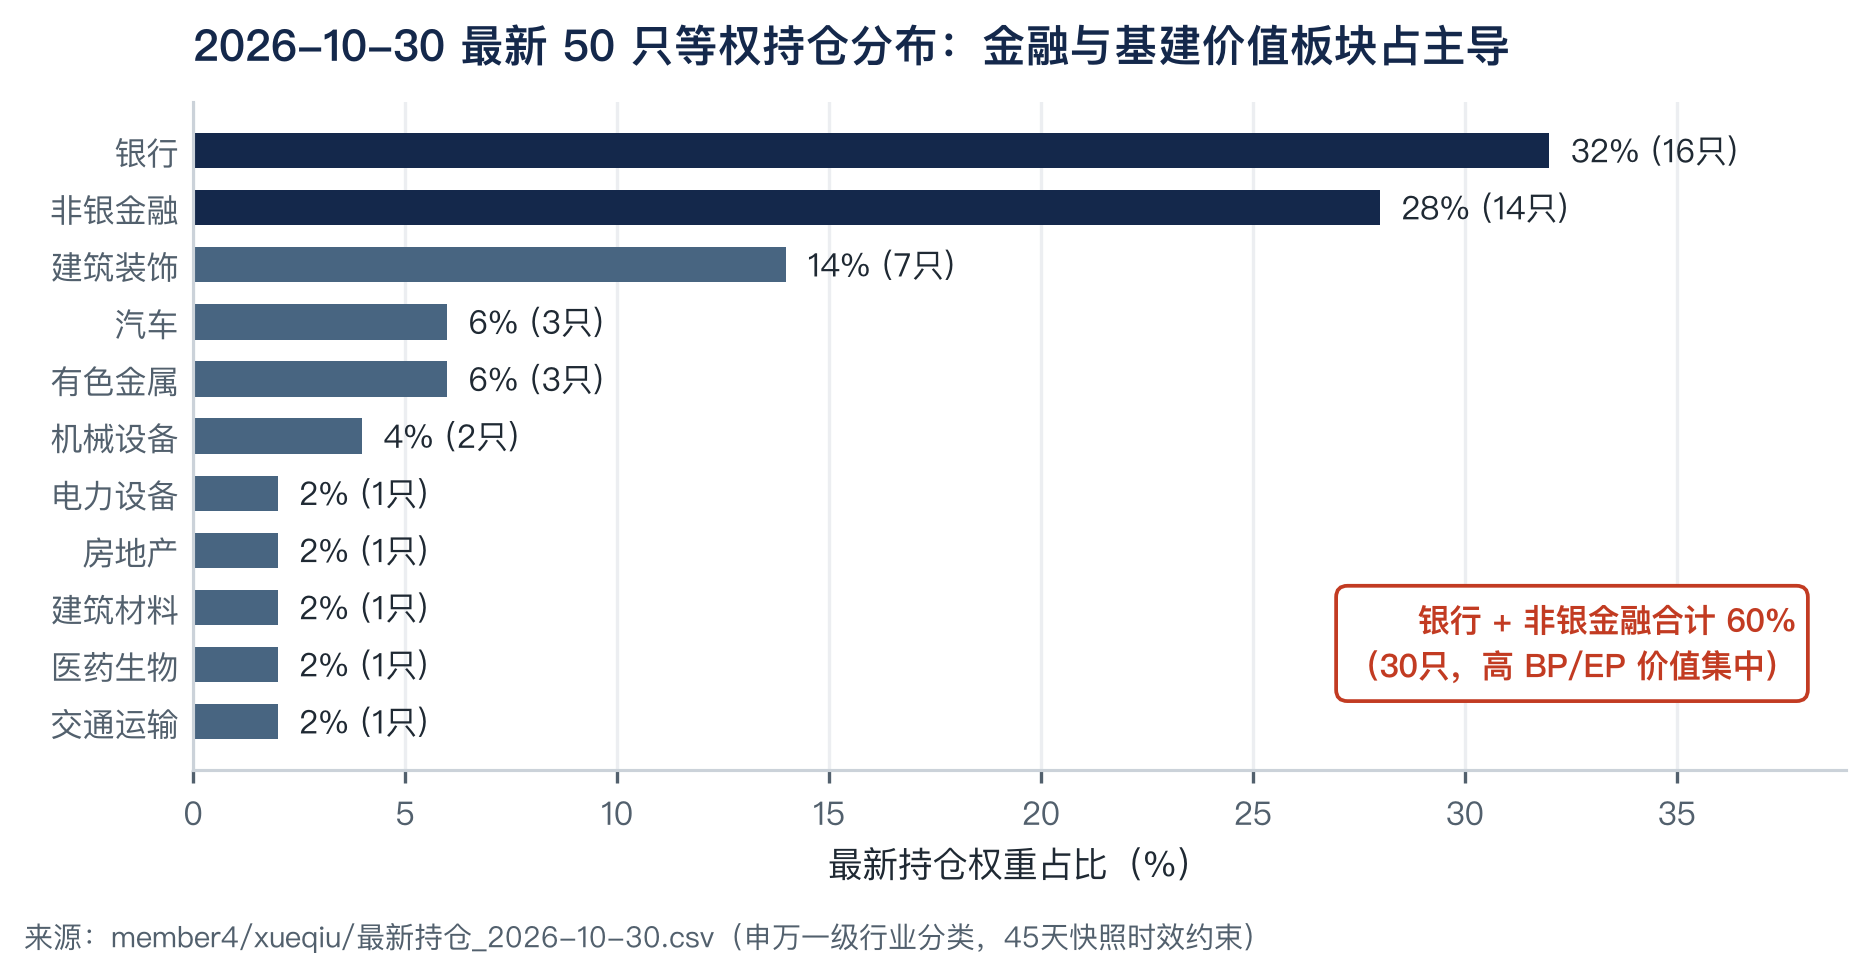 2026-10-30 最新 50 只等权持仓分布：金融与基建价值板块占主导
银行 32% (16只)
非银金融 28% (14只)
建筑装饰 14% (7只)
汽车 6% (3只)
有色金属 6% (3只)
机械设备 4% (2只)
电力设备 2% (1只)
房地产 2% (1只)
建筑材料 2% (1只)
医药生物 2% (1只)
交通运输 2% (1只)
银行 + 非银金融合计 60%
（30只，高 BP/EP 价值集中）
0 5 10 15 20 25 30 35
最新持仓权重占比（%）
来源：member4/xueqiu/最新持仓_2026-10-30.csv（申万一级行业分类，45天快照时效约束）